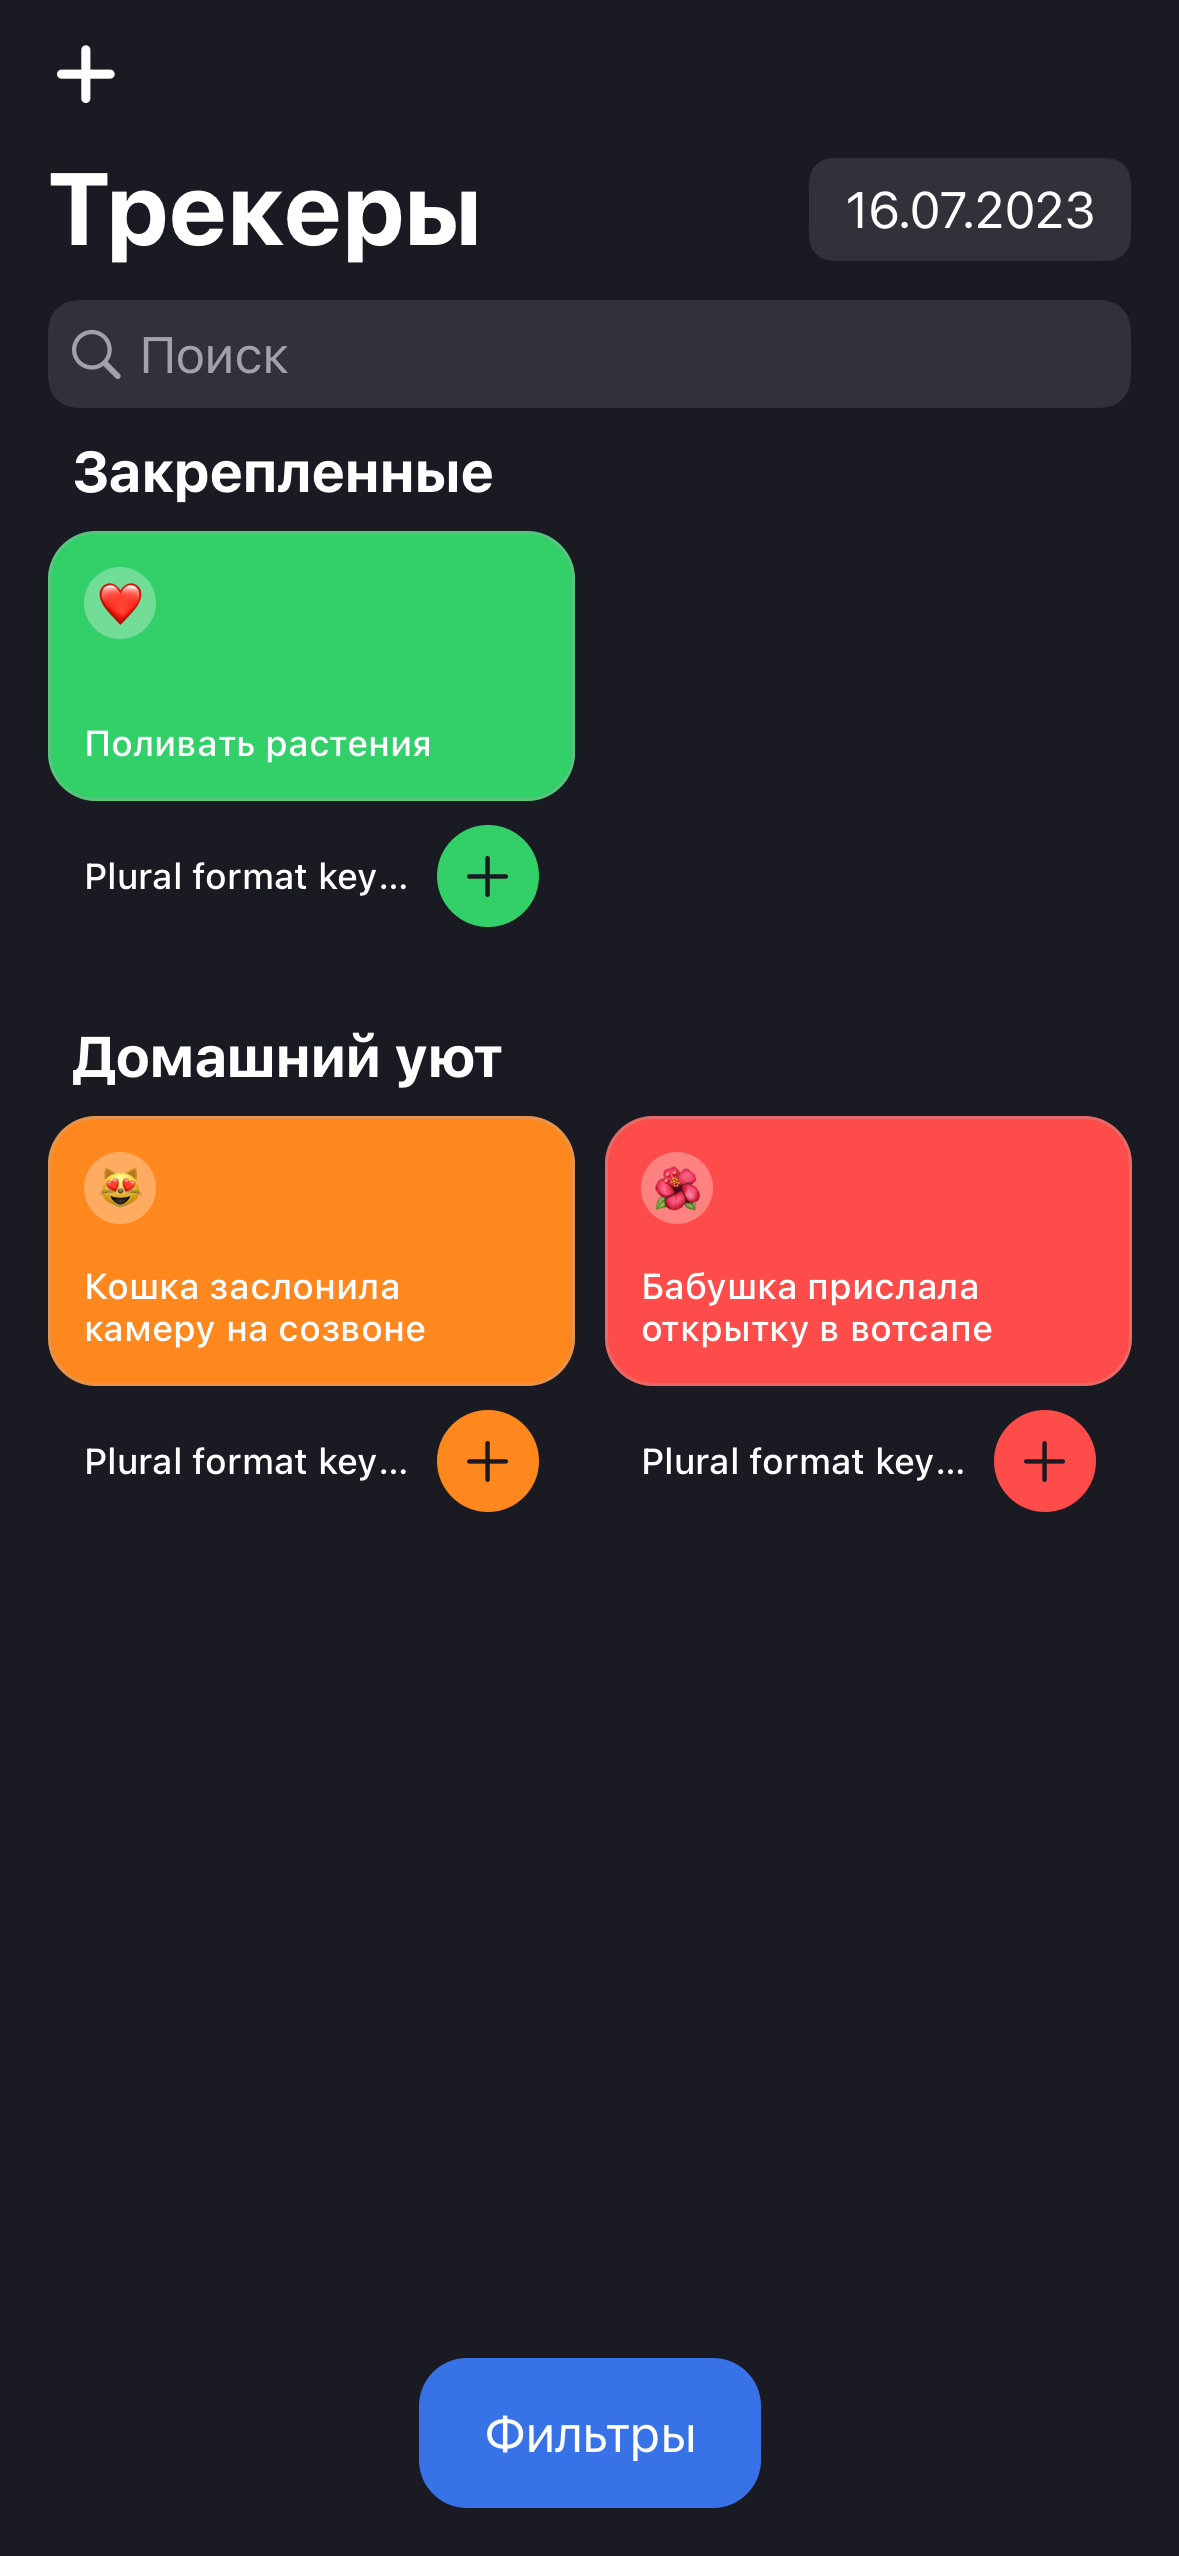 Трекеры
16.07.2023
Поиск
Закрепленные
Поливать растения
Plural format key...
Домашний уют
Кошка заслонила
камеру на созвоне
Бабушка прислала
открытку в вотсапе
Plural format key...
Plural format key...
Фильтры